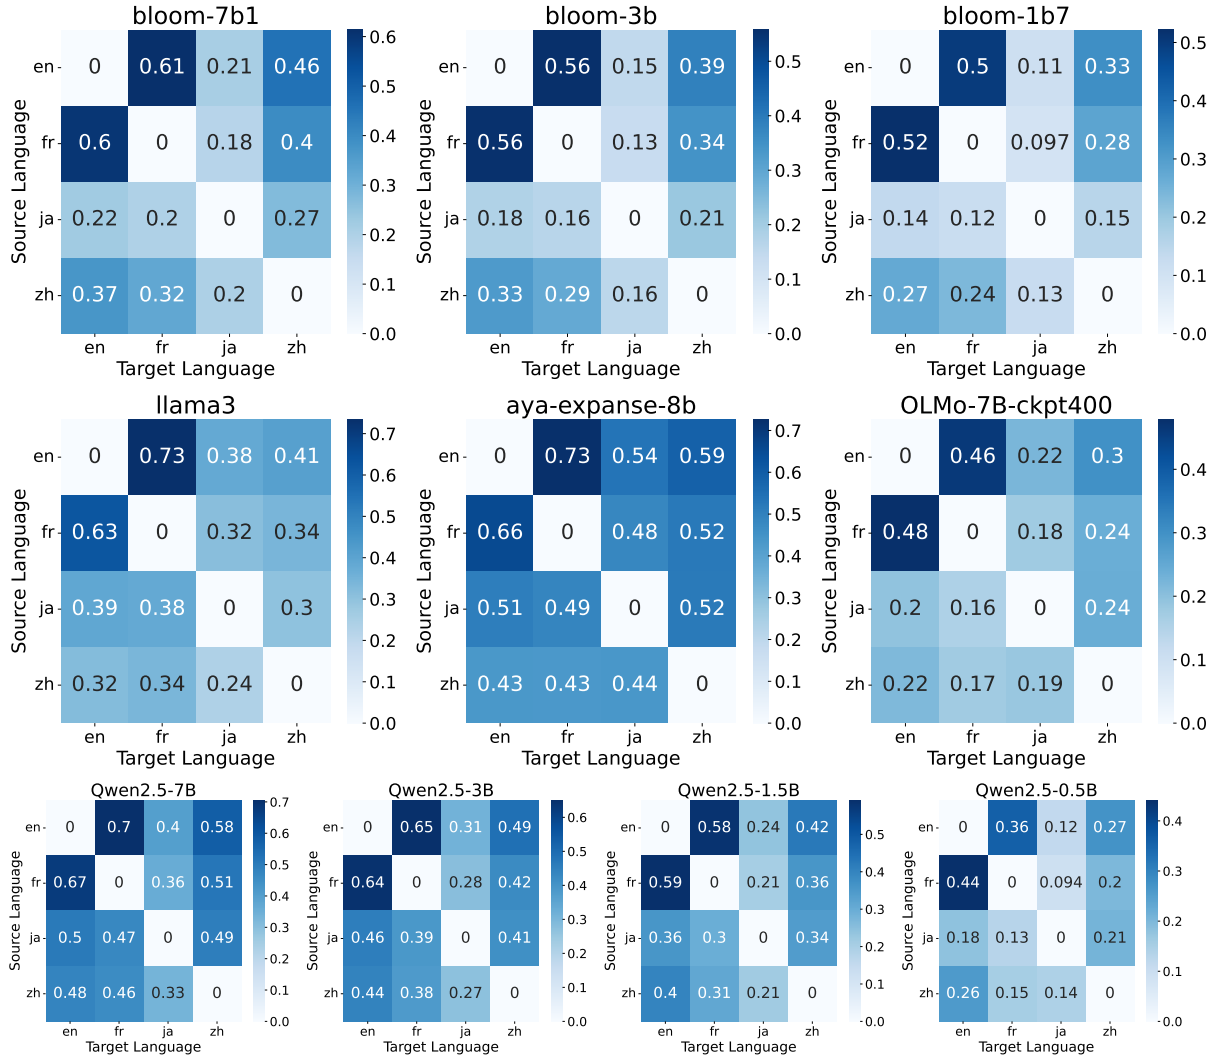 bloom-7b1 bloom-3b bloom-1b7
en 0 0.61 0.21 0.46 0.6 en 0 0.56 0.15 0.39 0.5 en 0 0.5 0.11 0.33 0.5
0.5 0.4 0.4
fr 0.6 0 0.18 0.4 0.4 fr 0.56 0 0.13 0.34 fr 0.52 0 0.097 0.28
0.3 0.3 0.3
ja 0.22 0.2 0 0.27 0.2 ja 0.18 0.16 0 0.21 0.2 ja 0.14 0.12 0 0.15 0.2
zh 0.37 0.32 0.2 0 0.1 zh 0.33 0.29 0.16 0 0.1 zh 0.27 0.24 0.13 0 0.1
0.0 0.0 0.0
en fr ja zh en fr ja zh en fr ja zh
Source Language Source Language Source Language
Target Language Target Language Target Language
llama3 aya-expanse-8b OLMo-7B-ckpt400
en 0 0.73 0.38 0.41 0.7 en 0 0.73 0.54 0.59 0.7 en 0 0.46 0.22 0.3 0.4
0.6 0.6
fr 0.63 0 0.32 0.34 0.5 fr 0.66 0 0.48 0.52 0.5 fr 0.48 0 0.18 0.24 0.3
0.4 0.4
ja 0.39 0.38 0 0.3 0.3 ja 0.51 0.49 0 0.52 0.3 ja 0.2 0.16 0 0.24 0.2
0.2 0.2
zh 0.32 0.34 0.24 0 0.1 zh 0.43 0.43 0.44 0 0.1 zh 0.22 0.17 0.19 0 0.1
0.0 0.0 0.0
en fr ja zh en fr ja zh en fr ja zh
Source Language Source Language Source Language
Target Language Target Language Target Language
Qwen2.5-7B Qwen2.5-3B Qwen2.5-1.5B Qwen2.5-0.5B
en 0 0.7 0.4 0.58 0.7 en 0 0.65 0.31 0.49 0.6 en 0 0.58 0.24 0.42 0.5 en 0 0.36 0.12 0.27 0.4
0.6 0.5
fr 0.67 0 0.36 0.51 0.5 fr 0.64 0 0.28 0.42 0.4 fr 0.59 0 0.21 0.36 0.4 fr 0.44 0 0.094 0.2 0.3
0.4 0.3 0.3
ja 0.5 0.47 0 0.49 0.3 ja 0.46 0.39 0 0.41 ja 0.36 0.3 0 0.34 0.2 ja 0.18 0.13 0 0.21 0.2
0.2 0.2
zh 0.48 0.46 0.33 0 0.1 zh 0.44 0.38 0.27 0 0.1 zh 0.4 0.31 0.21 0 0.1 zh 0.26 0.15 0.14 0 0.1
0.0 0.0 0.0 0.0
en fr ja zh en fr ja zh en fr ja zh en fr ja zh
Source Language Source Language Source Language Source Language
Target Language Target Language Target Language Target Language